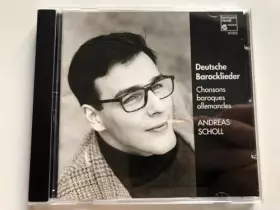 Deutsche
Barocklieder
Chansons
baroques
allemandes
ANDREAS
SCHOLL